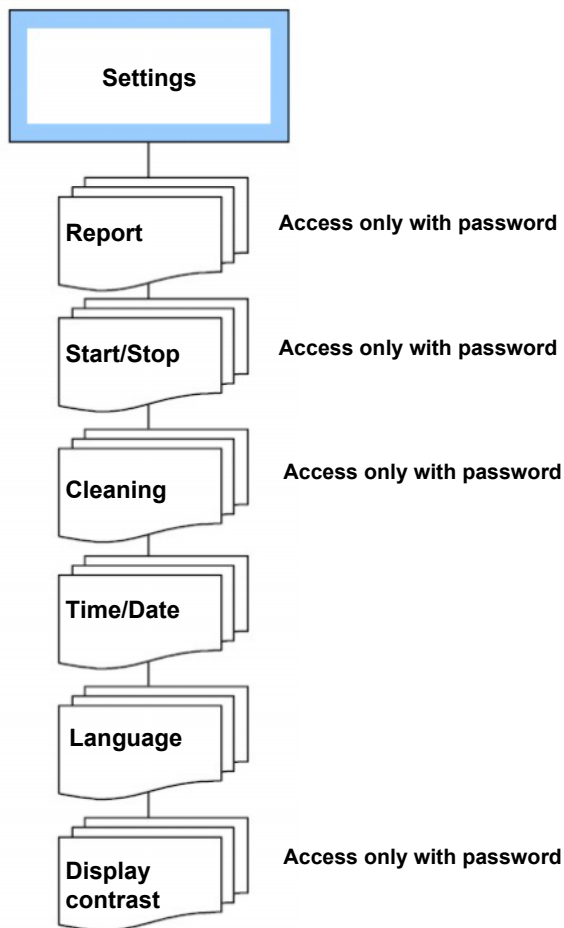 Settings
Report
Access only with password
Start/Stop
Access only with password
Cleaning
Access only with password
Time/Date
Language
Display
contrast
Access only with password